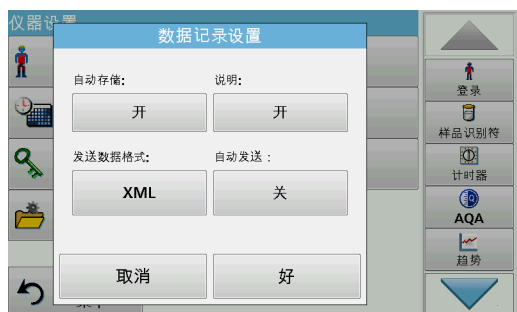 仪器设
数据记录设置
自动存储:
说明:
开
开
发送数据格式:
自动发送：
XML
关
取消
好
登录
样品识别符
计时器
AQA
趋势